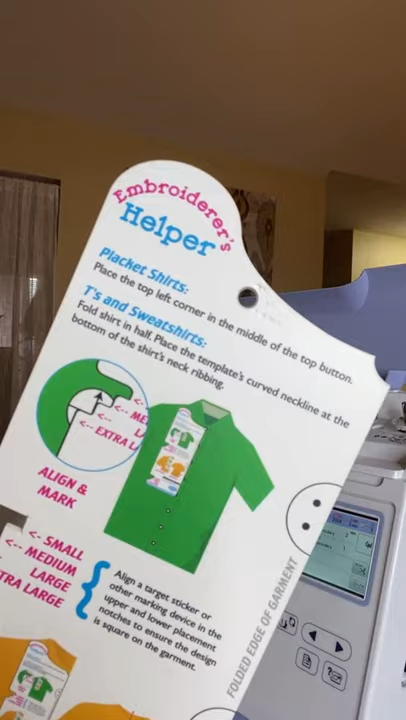 Embroiderer's
Helper
Placket Shirts:
Place the top left corner in the middle of the top button.
T's and Sweatshirts:
Fold shirt in half. Place the template's curved neckline at the
bottom of the shirt's neck ribbing.
<--
<-- ME
L
<-- EXTRA LA
ALIGN &
MARK
<-- SMALL
<-- MEDIUM
LARGE
TRA LARGE
Align a target sticker or
other marking device in the
upper and lower placement
notches to ensure the design
is square on the garment.
FOLDED EDGE OF GARMENT